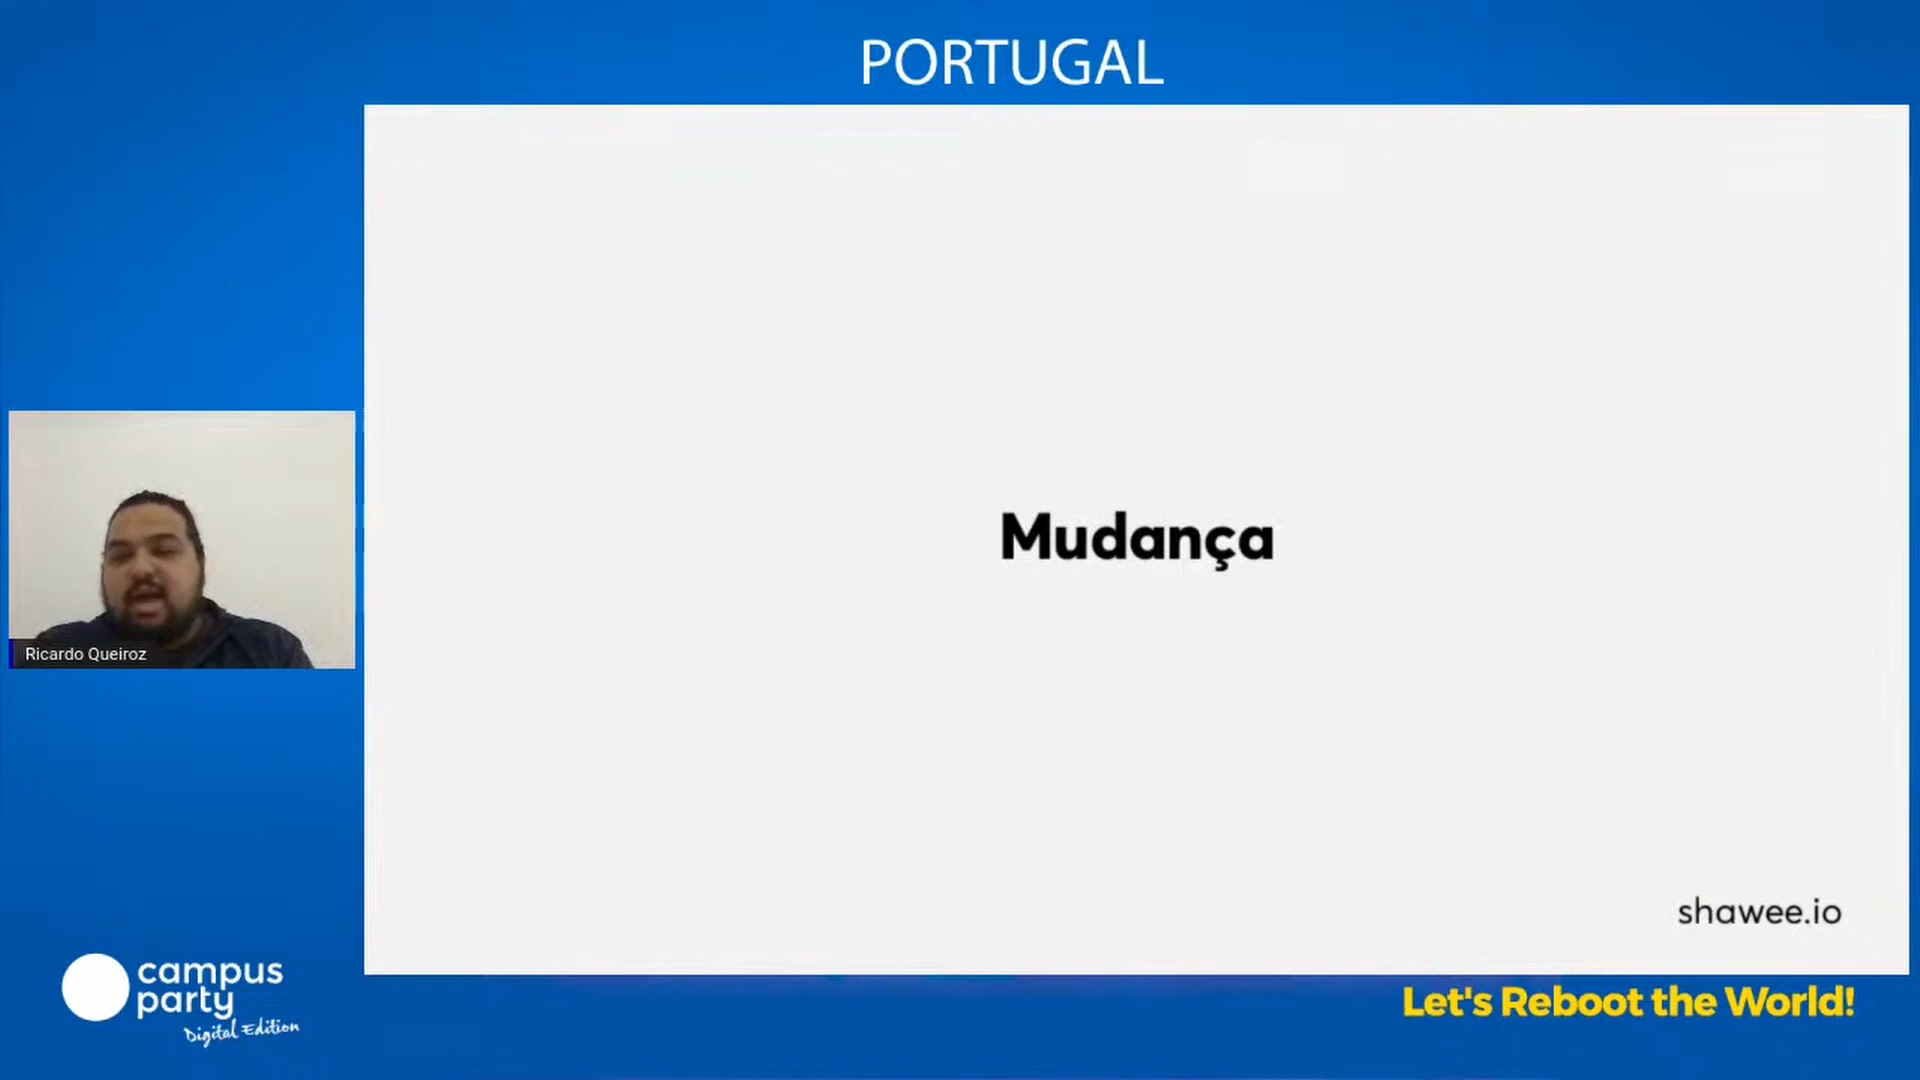 PORTUGAL
Mudança
Ricardo Queiroz
shawee.io
campus
party
Digital Edition
Let's Reboot the World!